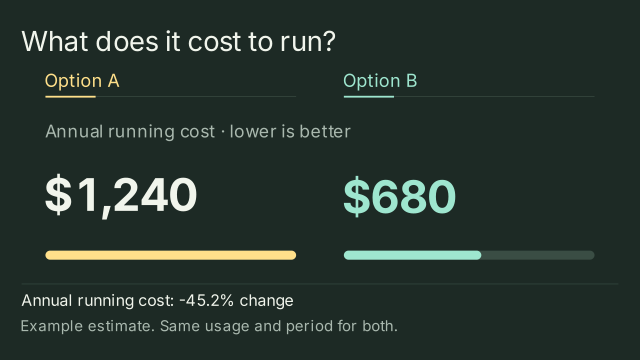 What does it cost to run?
Option A
Option B
Annual running cost · lower is better
$1,240
$680
Annual running cost: -45.2% change
Example estimate. Same usage and period for both.